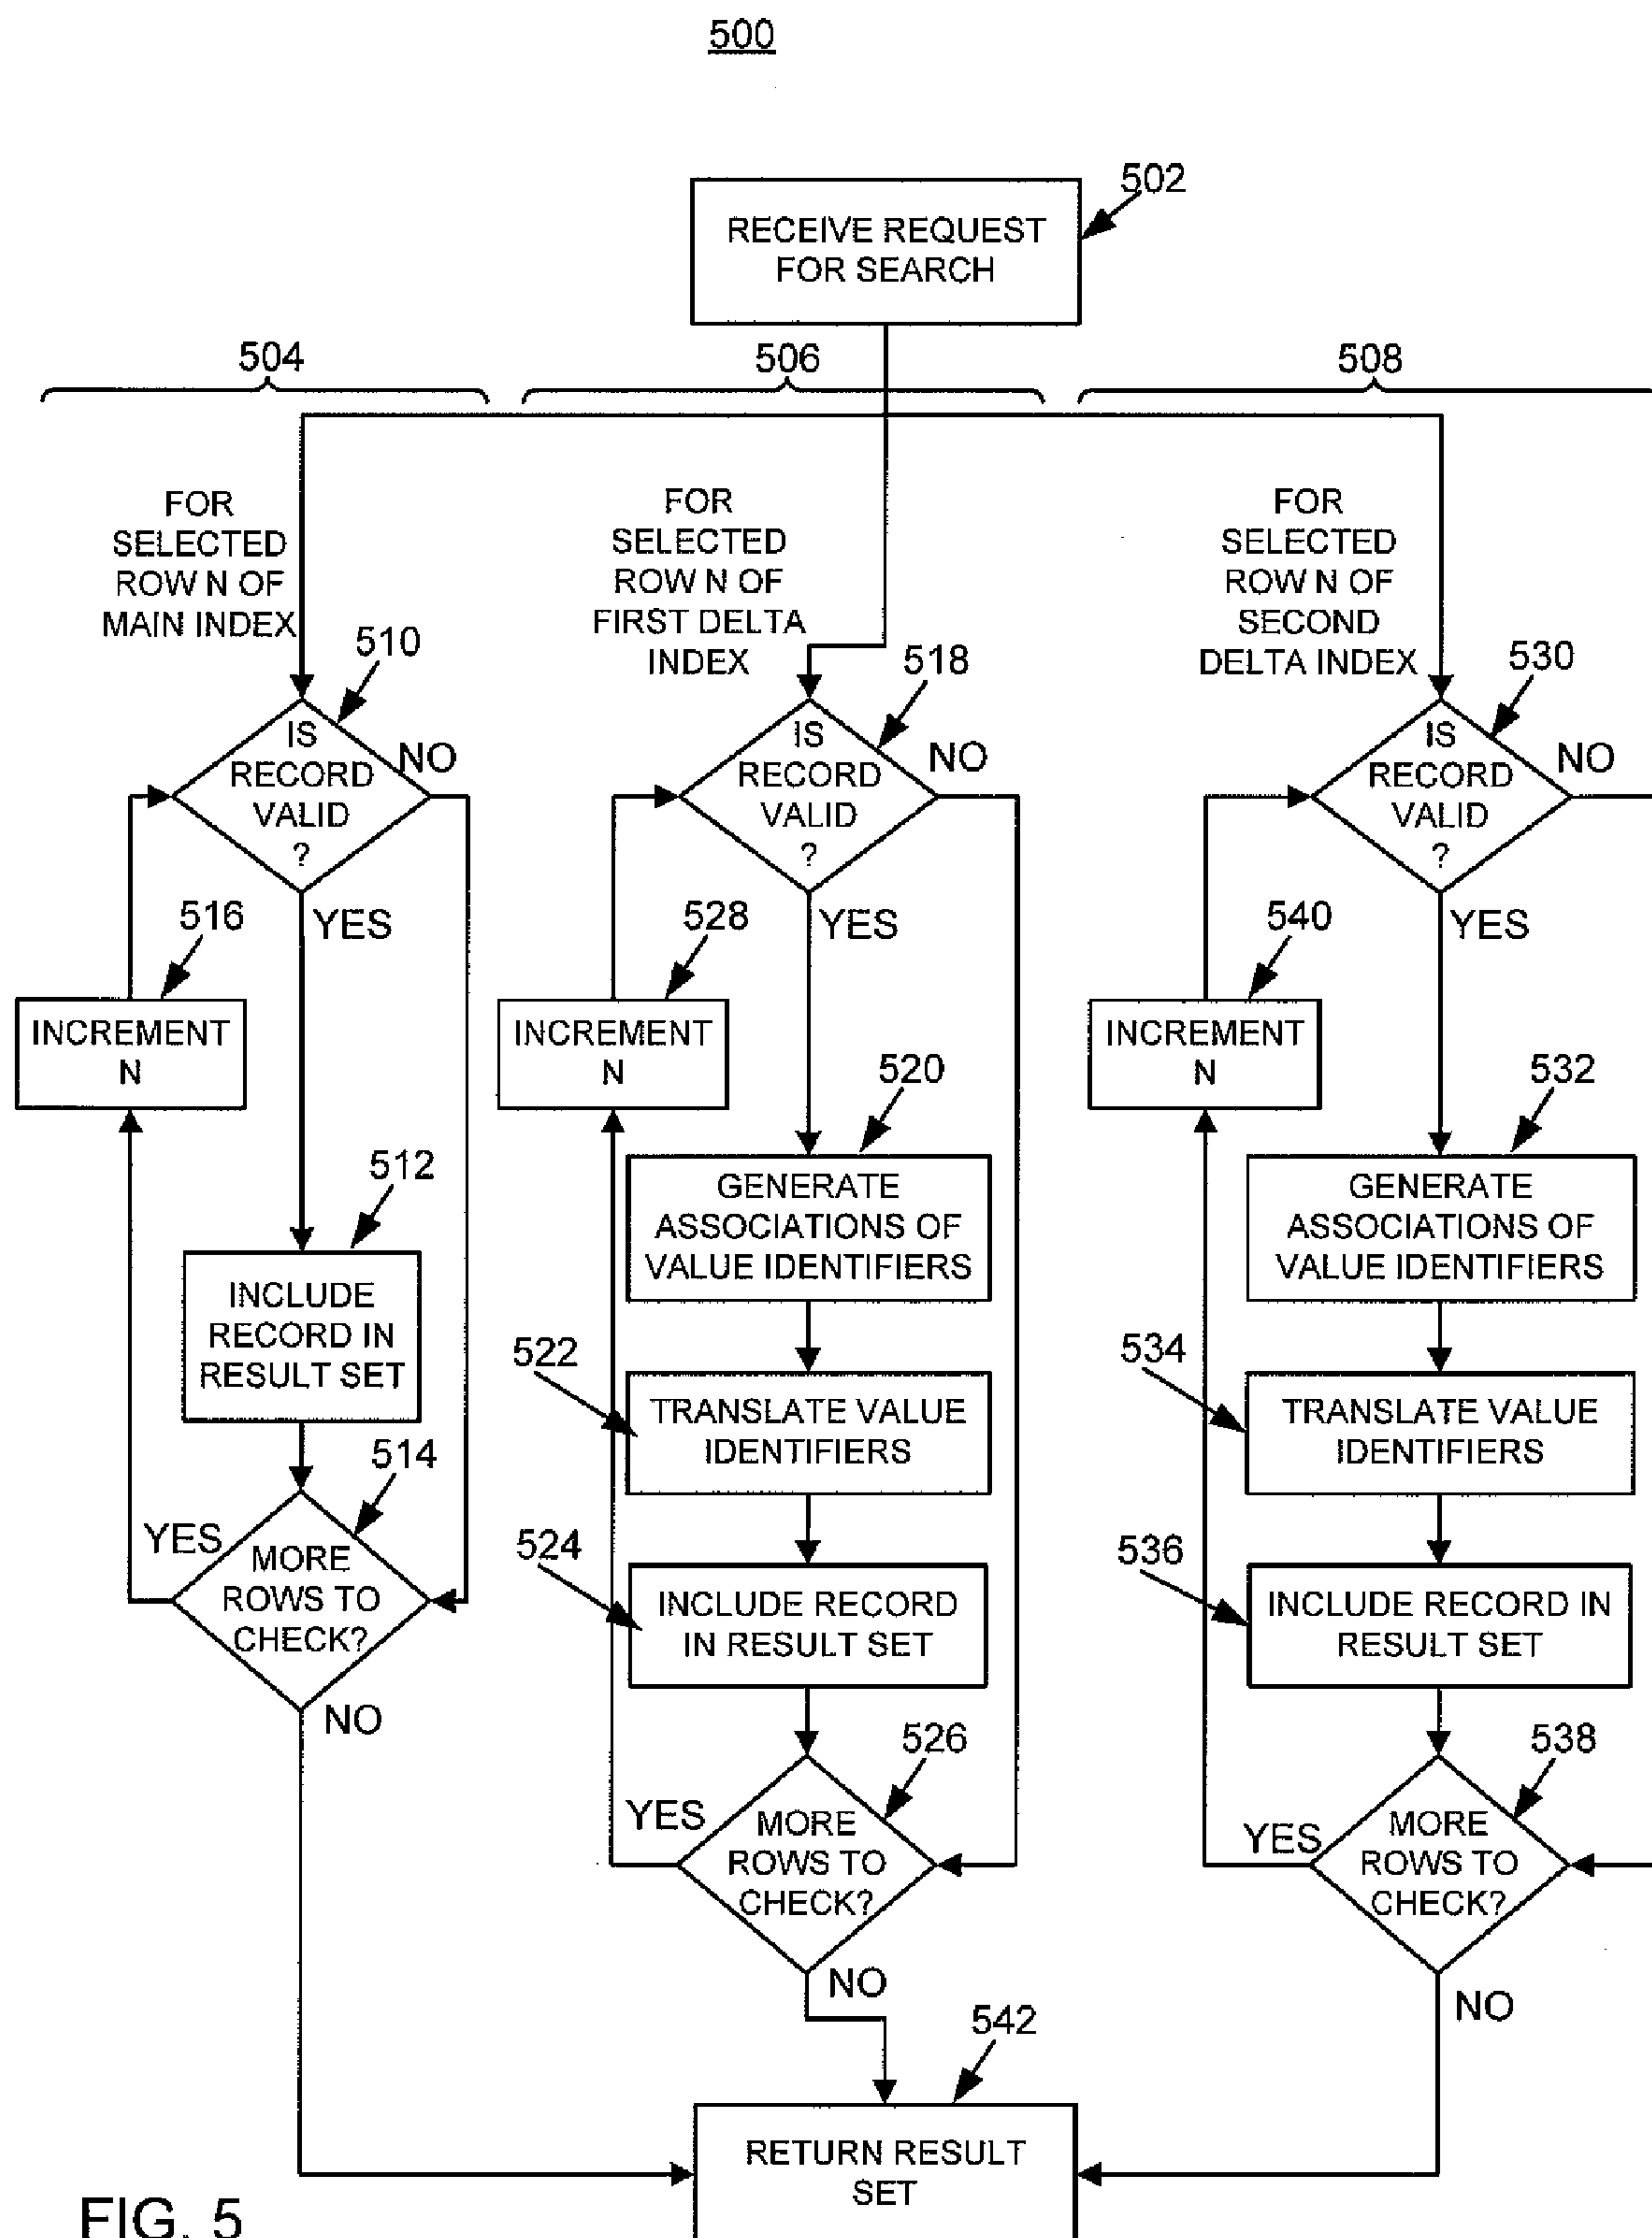 500
502
RECEIVE REQUEST
FOR SEARCH
504
506
508
FOR
SELECTED
ROW N OF
MAIN INDEX
FOR
SELECTED
ROW N OF
FIRST DELTA
INDEX
FOR
SELECTED
ROW N OF
SECOND
DELTA INDEX
510
IS
RECORD
VALID
?
NO
YES
516
INCREMENT
N
512
INCLUDE
RECORD IN
RESULT SET
514
MORE
ROWS TO
CHECK?
YES
NO
518
IS
RECORD
VALID
?
NO
YES
528
INCREMENT
N
520
GENERATE
ASSOCIATIONS OF
VALUE IDENTIFIERS
522
TRANSLATE VALUE
IDENTIFIERS
524
INCLUDE RECORD
IN RESULT SET
526
MORE
ROWS TO
CHECK?
YES
NO
530
IS
RECORD
VALID
?
NO
YES
540
INCREMENT
N
532
GENERATE
ASSOCIATIONS OF
VALUE IDENTIFIERS
534
TRANSLATE VALUE
IDENTIFIERS
536
INCLUDE RECORD IN
RESULT SET
538
MORE
ROWS TO
CHECK?
YES
NO
542
RETURN RESULT
SET
FIG. 5